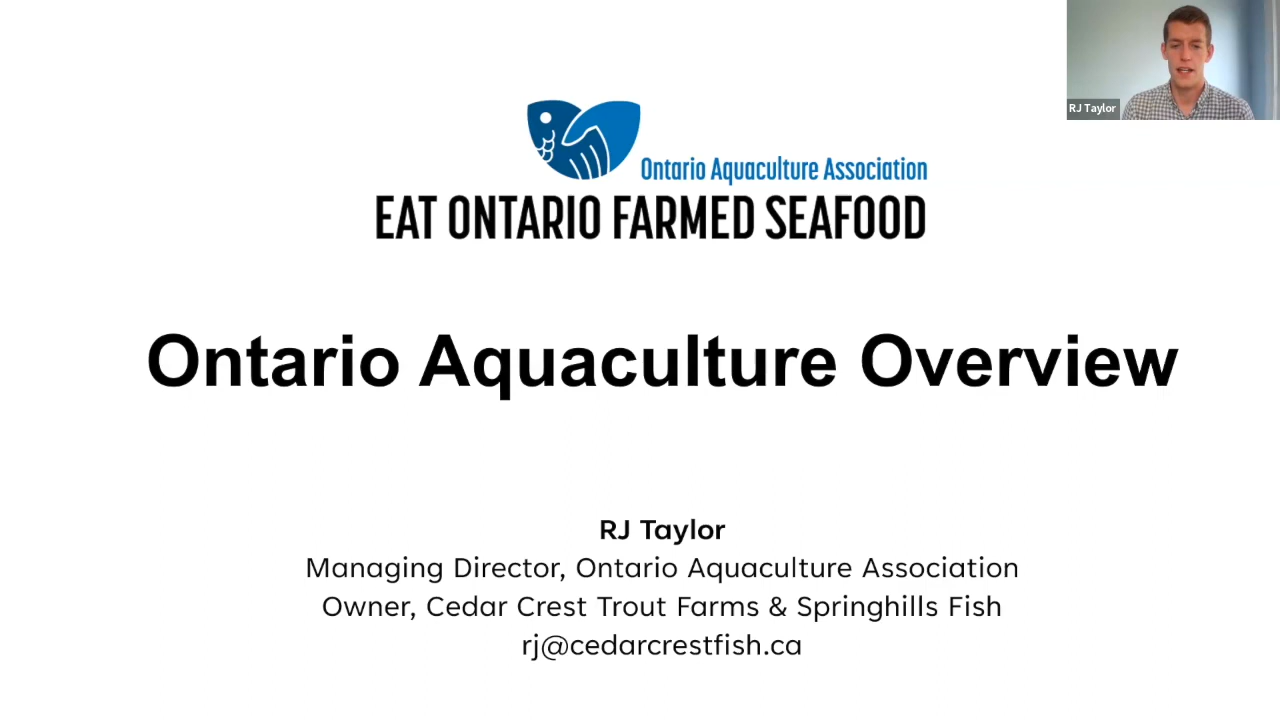 RJ Taylor
Ontario Aquaculture Association
EAT ONTARIO FARMED SEAFOOD
Ontario Aquaculture Overview
RJ Taylor
Managing Director, Ontario Aquaculture Association
Owner, Cedar Crest Trout Farms & Springhills Fish
rj@cedarcrestfish.ca